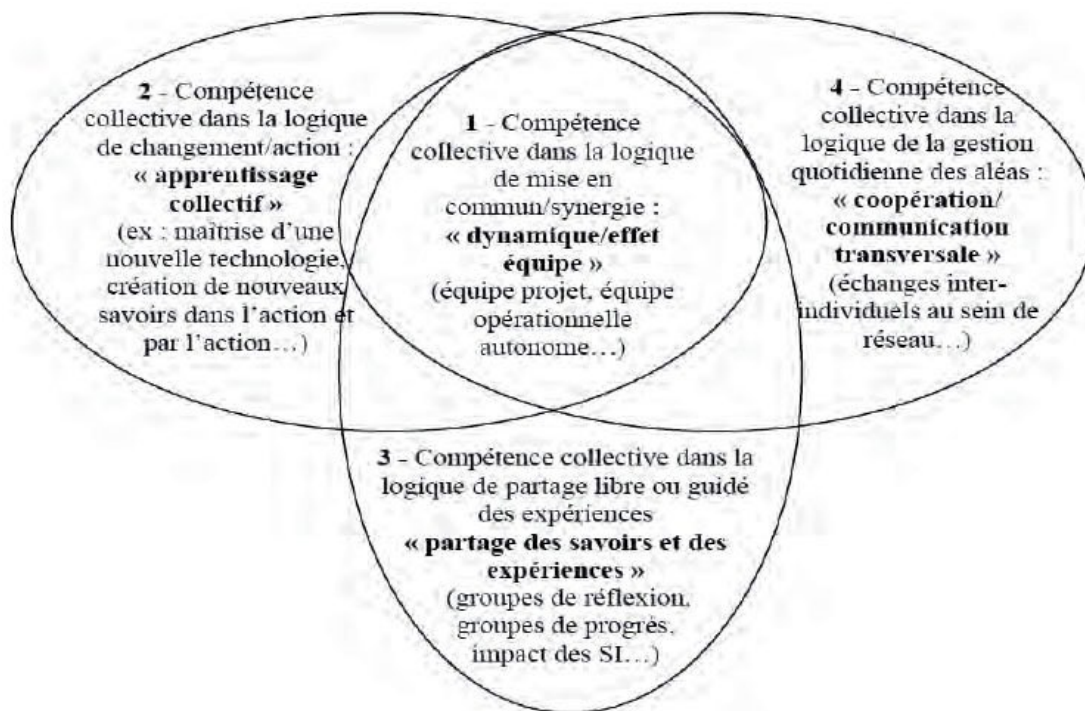 2 - Compétence
collective dans la logique
de changement/action :
« apprentissage
collectif »
(ex : maîtrise d'une
nouvelle technologie,
création de nouveaux
savoirs dans l'action et
par l'action…)
1 - Compétence
collective dans la logique
de mise en
commun/synergie :
« dynamique/effet
équipe »
(équipe projet, équipe
opérationnelle
autonome…)
4 - Compétence
collective dans la
logique de la gestion
quotidienne des aléas :
« coopération/
communication
transversale »
(échanges inter-
individuels au sein de
réseau…)
3 - Compétence collective dans la
logique de partage libre ou guidé
des expériences
« partage des savoirs et des
expériences »
(groupes de réflexion,
groupes de progrès,
impact des SI…)